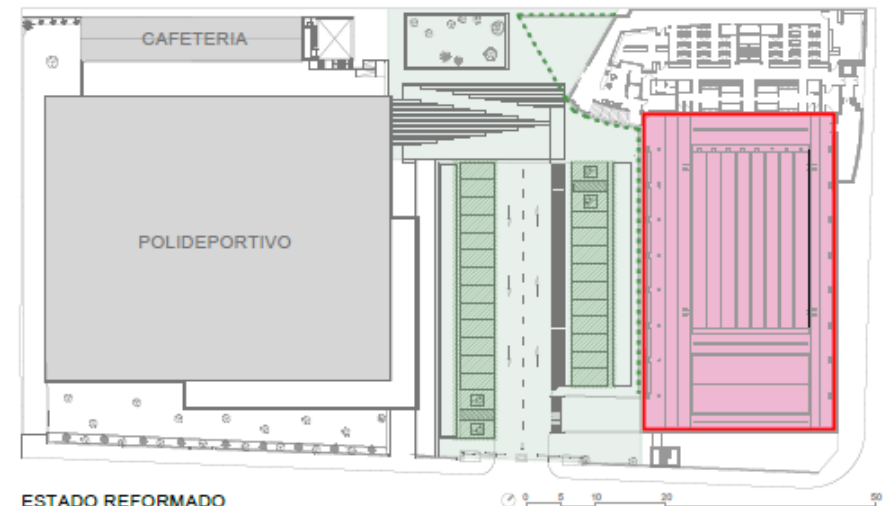 CAFETERIA
POLIDEPORTIVO
ESTADO REFORMADO
0 5 10 20 50